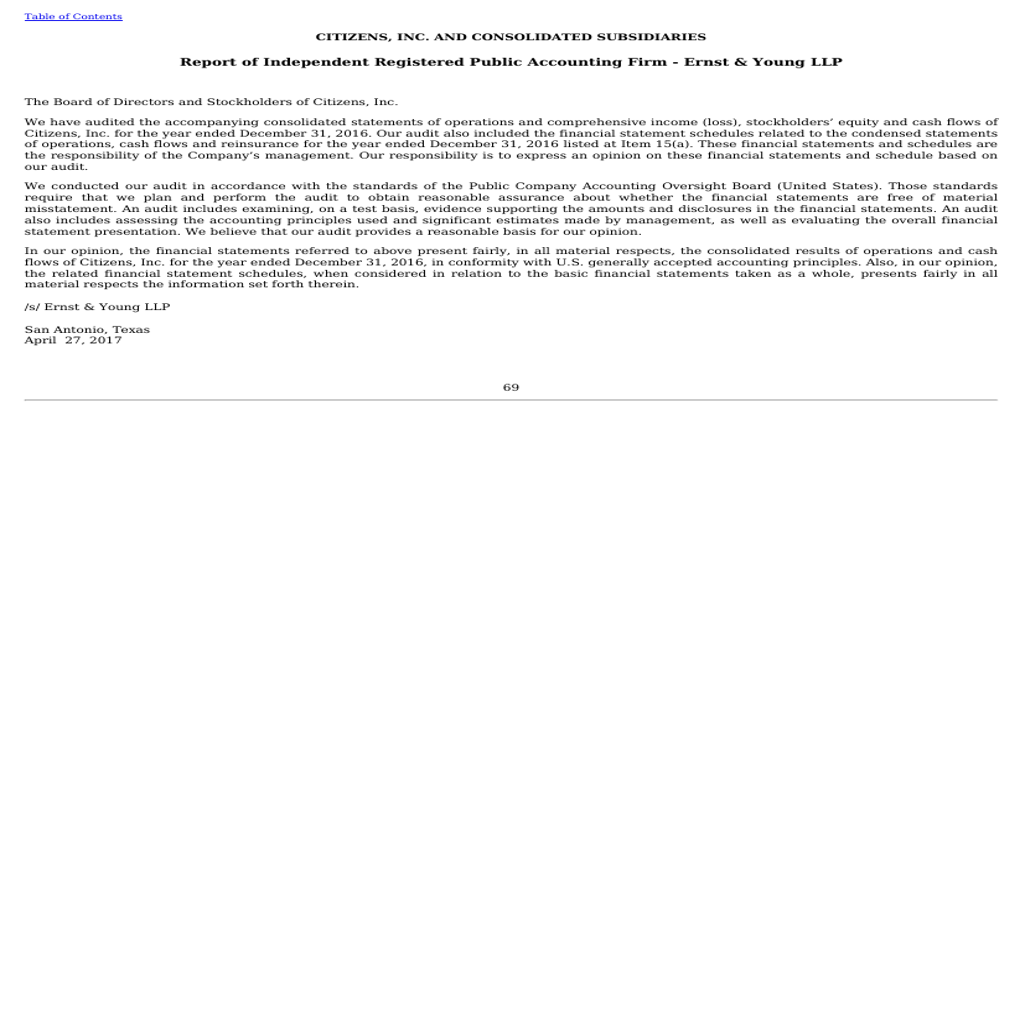 Table of Contents
CITIZENS, INC. AND CONSOLIDATED SUBSIDIARIES
Report of Independent Registered Public Accounting Firm - Ernst & Young LLP
The Board of Directors and Stockholders of Citizens, Inc.
We have audited the accompanying consolidated statements of operations and comprehensive income (loss), stockholders’ equity and cash flows of
Citizens, Inc. for the year ended December 31, 2016. Our audit also included the financial statement schedules related to the condensed statements
of operations, cash flows and reinsurance for the year ended December 31, 2016 listed at Item 15(a). These financial statements and schedules are
the responsibility of the Company’s management. Our responsibility is to express an opinion on these financial statements and schedule based on
our audit.
We conducted our audit in accordance with the standards of the Public Company Accounting Oversight Board (United States). Those standards
require that we plan and perform the audit to obtain reasonable assurance about whether the financial statements are free of material
misstatement. An audit includes examining, on a test basis, evidence supporting the amounts and disclosures in the financial statements. An audit
also includes assessing the accounting principles used and significant estimates made by management, as well as evaluating the overall financial
statement presentation. We believe that our audit provides a reasonable basis for our opinion.
In our opinion, the financial statements referred to above present fairly, in all material respects, the consolidated results of operations and cash
flows of Citizens, Inc. for the year ended December 31, 2016, in conformity with U.S. generally accepted accounting principles. Also, in our opinion,
the related financial statement schedules, when considered in relation to the basic financial statements taken as a whole, presents fairly in all
material respects the information set forth therein.
/s/ Ernst & Young LLP
San Antonio, Texas
April 27, 2017
69